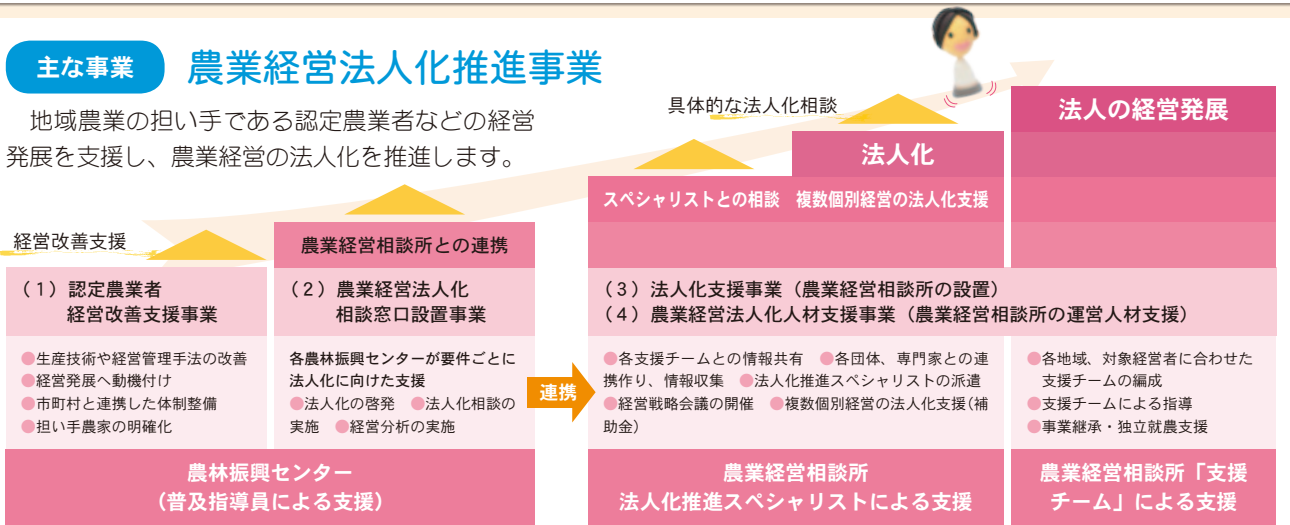 主な事業
農業経営法人化推進事業
地域農業の担い手である認定農業者などの経営
発展を支援し、農業経営の法人化を推進します。
具体的な法人化相談
法人の経営発展
法人化
スペシャリストとの相談 複数個別経営の法人化支援
経営改善支援
農業経営相談所との連携
(1)認定農業者
経営改善支援事業
(2)農業経営法人化
相談窓口設置事業
(3)法人化支援事業(農業経営相談所の設置)
(4)農業経営法人化人材支援事業(農業経営相談所の運営人材支援)
●生産技術や経営管理手法の改善
●経営発展へ動機付け
●市町村と連携した体制整備
●担い手農家の明確化
各農林振興センターが要件ごとに
法人化に向けた支援
●法人化の啓発 ●法人化相談の
実施 ●経営分析の実施
連携
●各支援チームとの情報共有 ●各団体、専門家との連
携作り、情報収集 ●法人化推進スペシャリストの派遣
●経営戦略会議の開催 ●複数個別経営の法人化支援(補
助金)
●各地域、対象経営者に合わせた
支援チームの編成
●支援チームによる指導
●事業継承・独立就農支援
農林振興センター
(普及指導員による支援)
農業経営相談所
法人化推進スペシャリストによる支援
農業経営相談所「支援
チーム」による支援